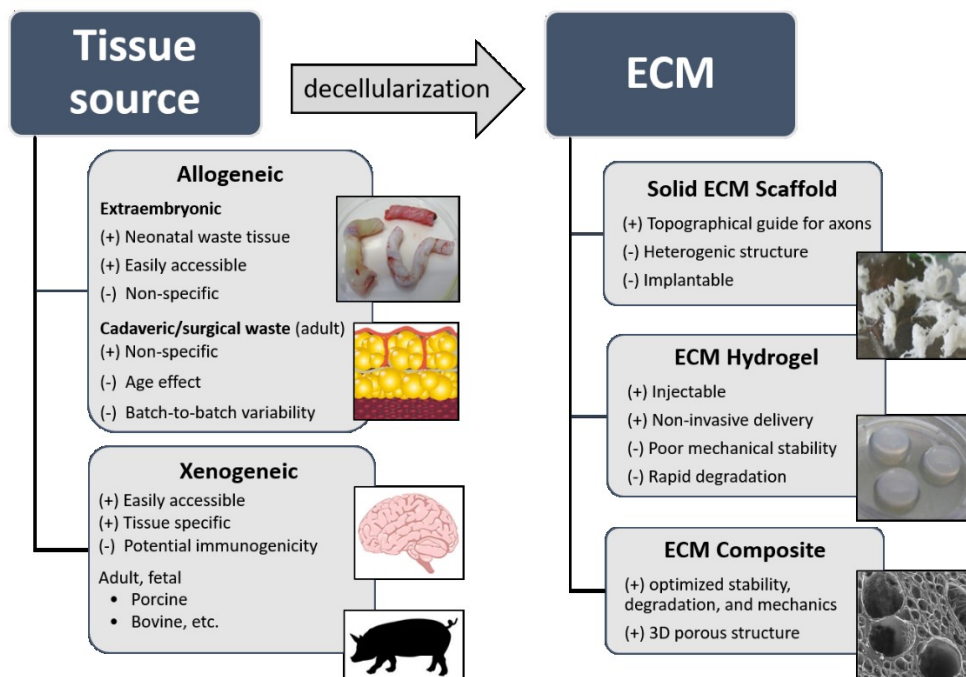 Tissue
source
decellularization
ECM
Allogeneic
Extraembryonic
(+) Neonatal waste tissue
(+) Easily accessible
(-) Non-specific
Cadaveric/surgical waste (adult)
(+) Non-specific
(-) Age effect
(-) Batch-to-batch variability
Xenogeneic
(+) Easily accessible
(+) Tissue specific
(-) Potential immunogenicity
Adult, fetal
• Porcine
• Bovine, etc.
Solid ECM Scaffold
(+) Topographical guide for axons
(-) Heterogenic structure
(-) Implantable
ECM Hydrogel
(+) Injectable
(+) Non-invasive delivery
(-) Poor mechanical stability
(-) Rapid degradation
ECM Composite
(+) optimized stability,
degradation, and mechanics
(+) 3D porous structure